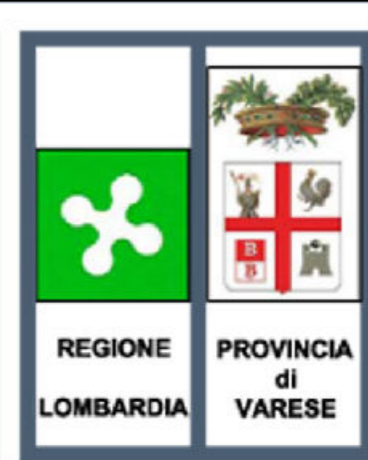 REGIONE
LOMBARDIA
B
B
PROVINCIA
di
VARESE